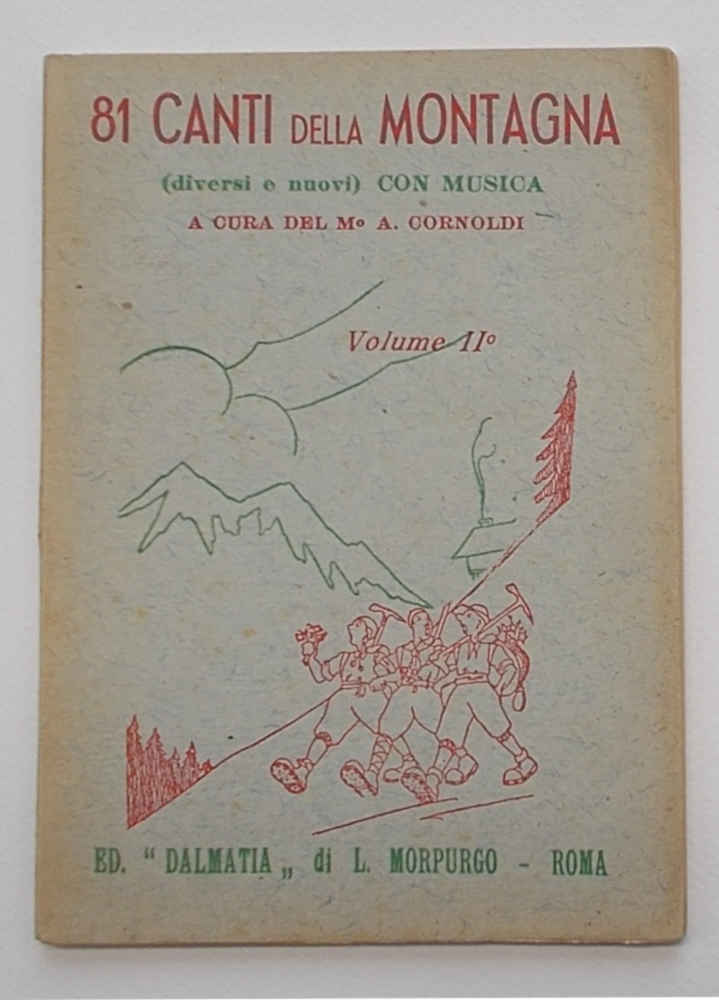 81 CANTI DELLA MONTAGNA
(diversi e nuovi) CON MUSICA
A CURA DEL Mº A. CORNOLDI
Volume IIº
ED. “ DALMATIA „ di L. MORPURGO - ROMA